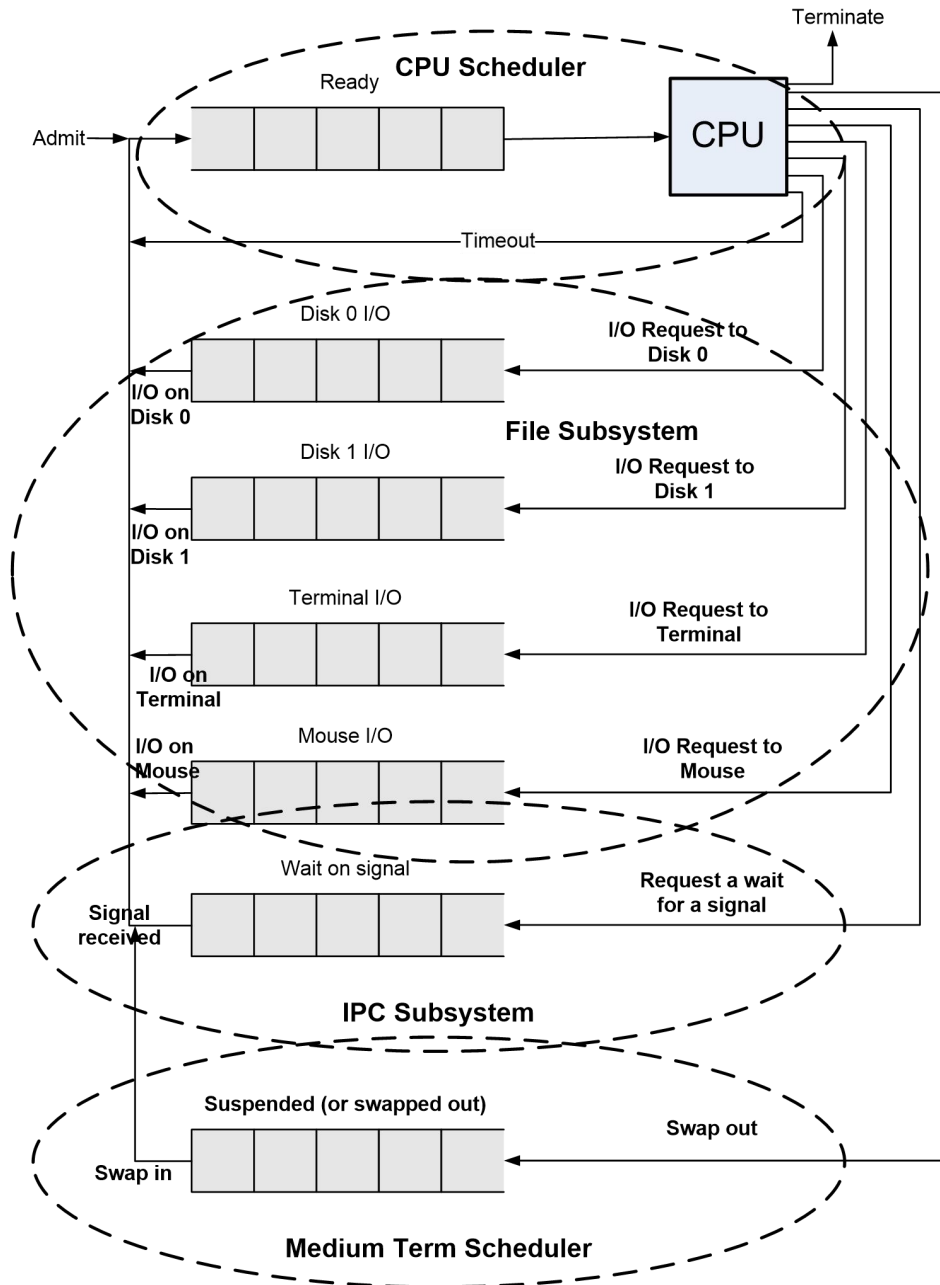 Terminate
CPU Scheduler
Ready
Admit
CPU
Timeout
Disk 0 I/O
I/O Request to
Disk 0
I/O on
Disk 0
File Subsystem
Disk 1 I/O
I/O Request to
Disk 1
I/O on
Disk 1
Terminal I/O
I/O Request to
Terminal
I/O on
Terminal
Mouse I/O
I/O Request to
Mouse
I/O on
Mouse
Wait on signal
Request a wait
for a signal
Signal
received
IPC Subsystem
Suspended (or swapped out)
Swap out
Swap in
Medium Term Scheduler